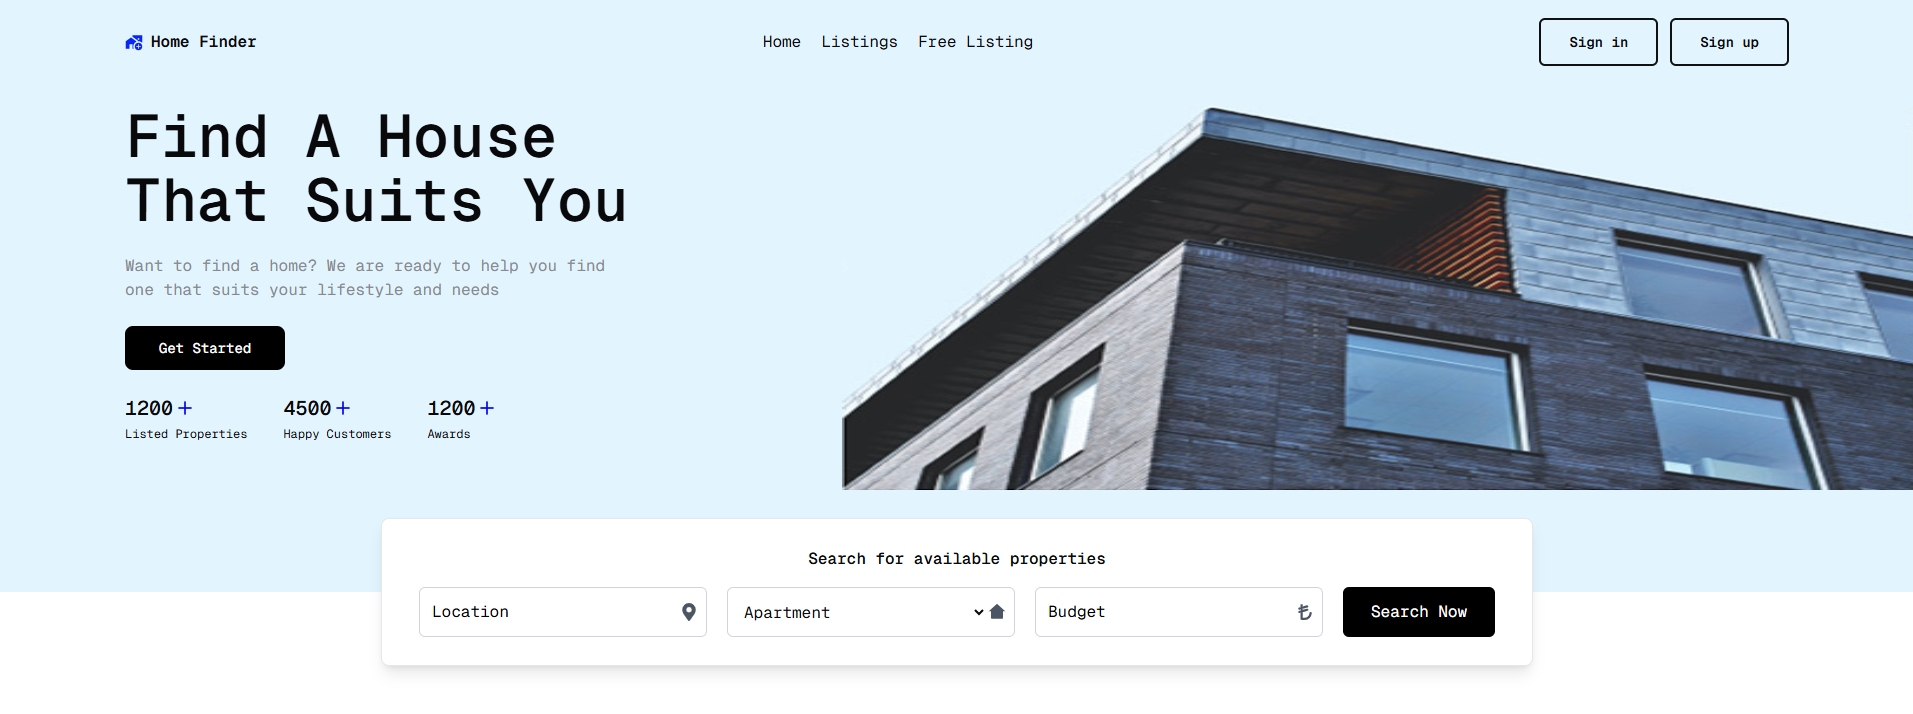 Home Finder
Home Listings Free Listing
Sign in
Sign up
Find A House
That Suits You
Want to find a home? We are ready to help you find
one that suits your lifestyle and needs
Get Started
1200+
Listed Properties
4500+
Happy Customers
1200+
Awards
Search for available properties
Location
Apartment
Budget
₺
Search Now